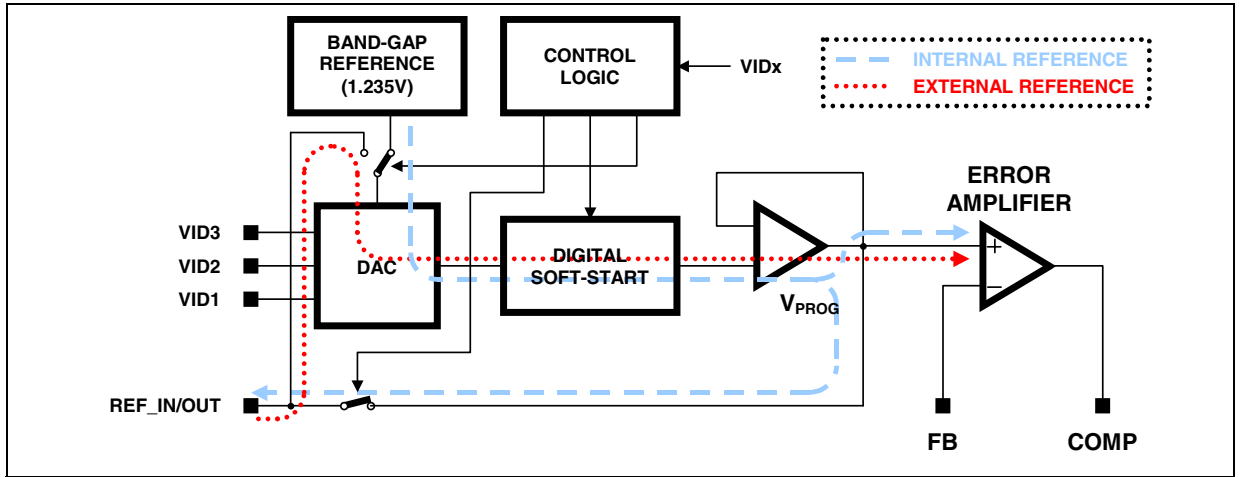 BAND-GAP
REFERENCE
(1.235V)
CONTROL
LOGIC
VIDx
INTERNAL REFERENCE
EXTERNAL REFERENCE
ERROR
AMPLIFIER
VID3
VID2
VID1
DAC
DIGITAL
SOFT-START
VPROG
+
−
REF_IN/OUT
FB
COMP